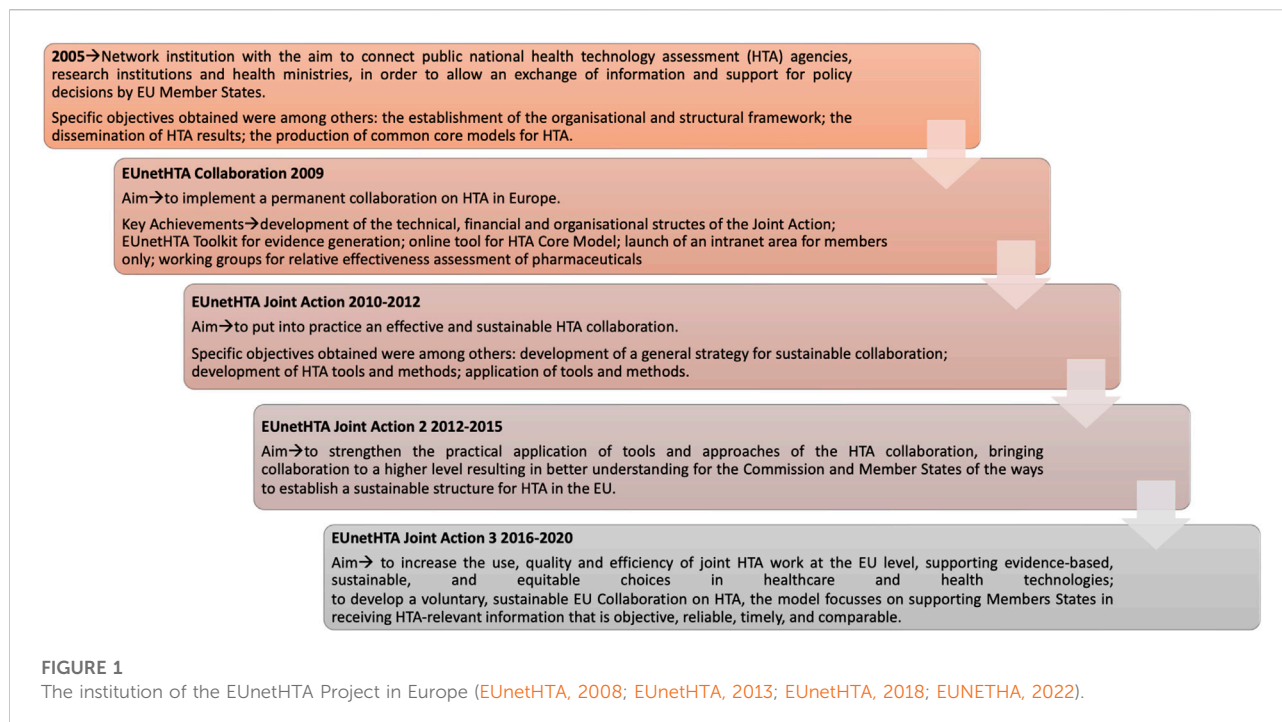 2005→Network institution with the aim to connect public national health technology assessment (HTA) agencies,
research institutions and health ministries, in order to allow an exchange of information and support for policy
decisions by EU Member States.
Specific objectives obtained were among others: the establishment of the organisational and structural framework; the
dissemination of HTA results; the production of common core models for HTA.
EUnetHTA Collaboration 2009
Aim→to implement a permanent collaboration on HTA in Europe.
Key Achievements→development of the technical, financial and organisational structes of the Joint Action;
EUnetHTA Toolkit for evidence generation; online tool for HTA Core Model; launch of an intranet area for members
only; working groups for relative effectiveness assessment of pharmaceuticals
EUnetHTA Joint Action 2010-2012
Aim→to put into practice an effective and sustainable HTA collaboration.
Specific objectives obtained were among others: development of a general strategy for sustainable collaboration;
development of HTA tools and methods; application of tools and methods.
EUnetHTA Joint Action 2 2012-2015
Aim→to strengthen the practical application of tools and approaches of the HTA collaboration, bringing
collaboration to a higher level resulting in better understanding for the Commission and Member States of the ways
to establish a sustainable structure for HTA in the EU.
EUnetHTA Joint Action 3 2016-2020
Aim→ to increase the use, quality and efficiency of joint HTA work at the EU level, supporting evidence-based,
sustainable, and equitable choices in healthcare and health technologies;
to develop a voluntary, sustainable EU Collaboration on HTA, the model focusses on supporting Members States in
receiving HTA-relevant information that is objective, reliable, timely, and comparable.
FIGURE 1
The institution of the EUnetHTA Project in Europe (EUnetHTA, 2008; EUnetHTA, 2013; EUnetHTA, 2018; EUNETHA, 2022).